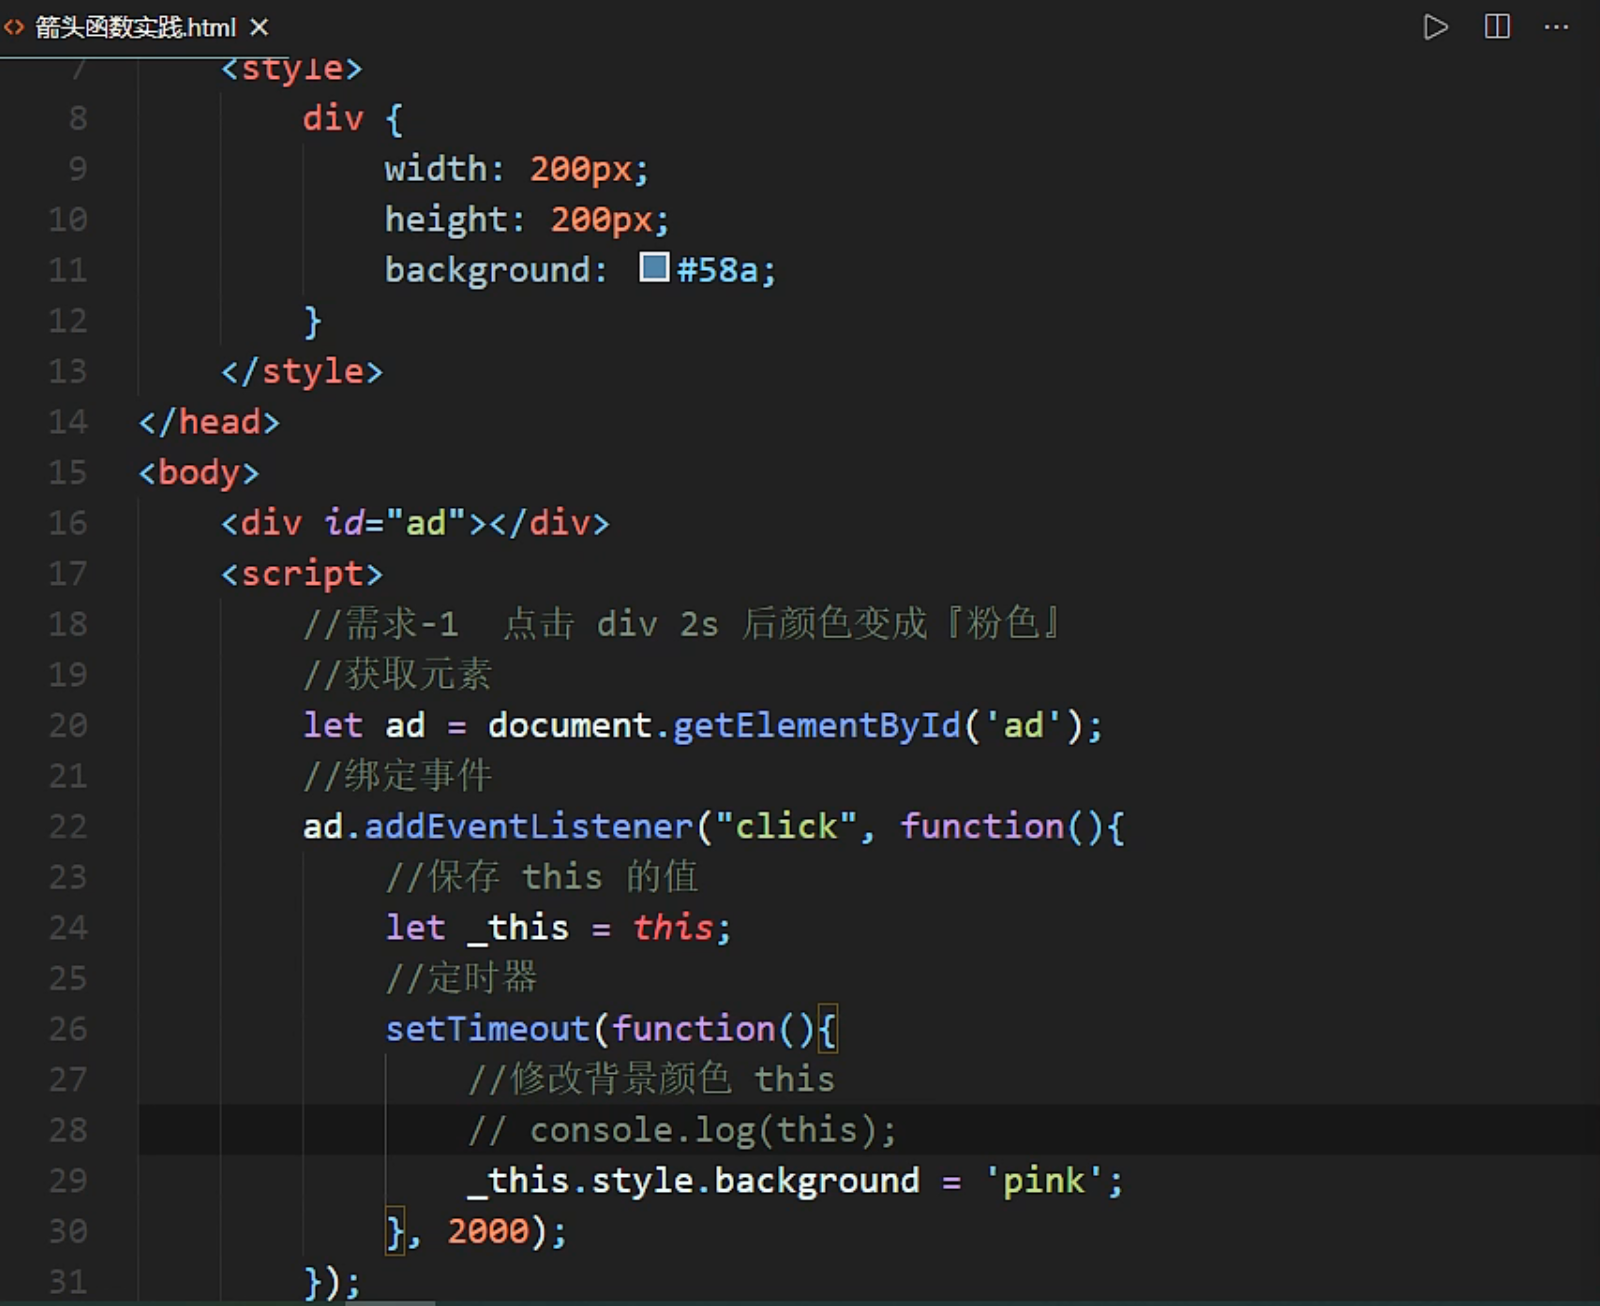 箭头函数实践.html
7 <style>
8 div {
9 width: 200px;
10 height: 200px;
11 background: #58a;
12 }
13 </style>
14 </head>
15 <body>
16 <div id="ad"></div>
17 <script>
18 //需求-1  点击 div 2s 后颜色变成『粉色』
19 //获取元素
20 let ad = document.getElementById('ad');
21 //绑定事件
22 ad.addEventListener("click", function(){
23 //保存 this 的值
24 let _this = this;
25 //定时器
26 setTimeout(function(){
27 //修改背景颜色 this
28 // console.log(this);
29 _this.style.background = 'pink';
30 }, 2000);
31 });